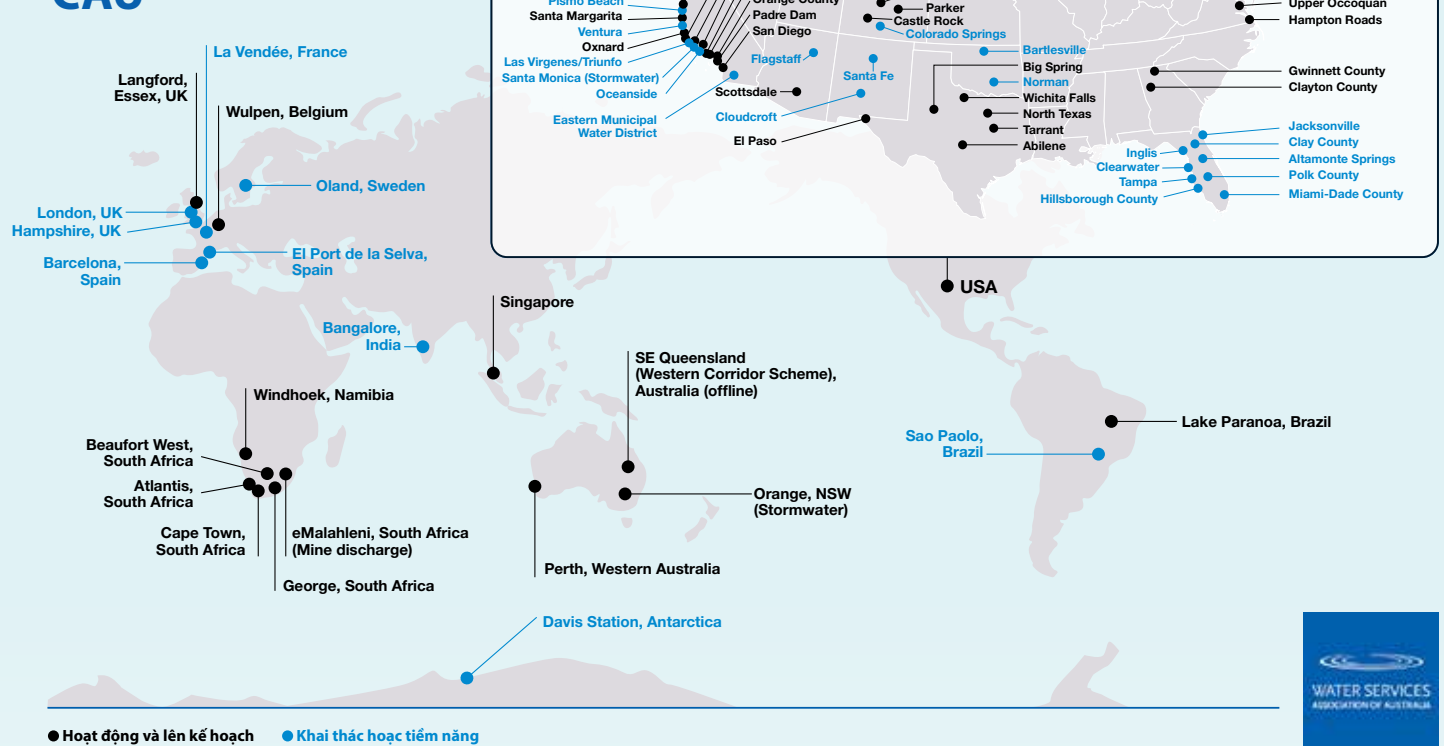 CẦU
Pismo Beach
Santa Margarita
Ventura
Oxnard
Las Virgenes/Triunfo
Santa Monica (Stormwater)
Oceanside
Eastern Municipal
Water District
Orange County
Padre Dam
San Diego
Parker
Castle Rock
Colorado Springs
Flagstaff
Santa Fe
Scottsdale
Cloudcroft
El Paso
Bartlesville
Big Spring
Norman
Wichita Falls
North Texas
Tarrant
Abilene
Upper Occoquan
Hampton Roads
Gwinnett County
Clayton County
Jacksonville
Clay County
Altamonte Springs
Polk County
Miami-Dade County
Inglis
Clearwater
Tampa
Hillsborough County
La Vendée, France
Langford,
Essex, UK
Wulpen, Belgium
Oland, Sweden
London, UK
Hampshire, UK
Barcelona,
Spain
El Port de la Selva,
Spain
USA
Singapore
Bangalore,
India
SE Queensland
(Western Corridor Scheme),
Australia (offline)
Windhoek, Namibia
Beaufort West,
South Africa
Atlantis,
South Africa
Cape Town,
South Africa
eMalahleni, South Africa
(Mine discharge)
George, South Africa
Orange, NSW
(Stormwater)
Perth, Western Australia
Sao Paolo,
Brazil
Lake Paranoa, Brazil
Davis Station, Antarctica
WATER SERVICES
ASSOCIATION OF AUSTRALIA
Hoạt động và lên kế hoạch
Khai thác hoạc tiềm năng